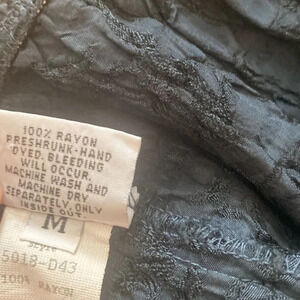 100% RAYON
PRESHRUNK-HAND
DYED. BLEEDING
WILL OCCUR,
MACHINE WASH AND
MACHINE DRY
SEPARATELY, ONLY
INSIDE OUT.
M
STYLE
5018-D43
100% RAYON